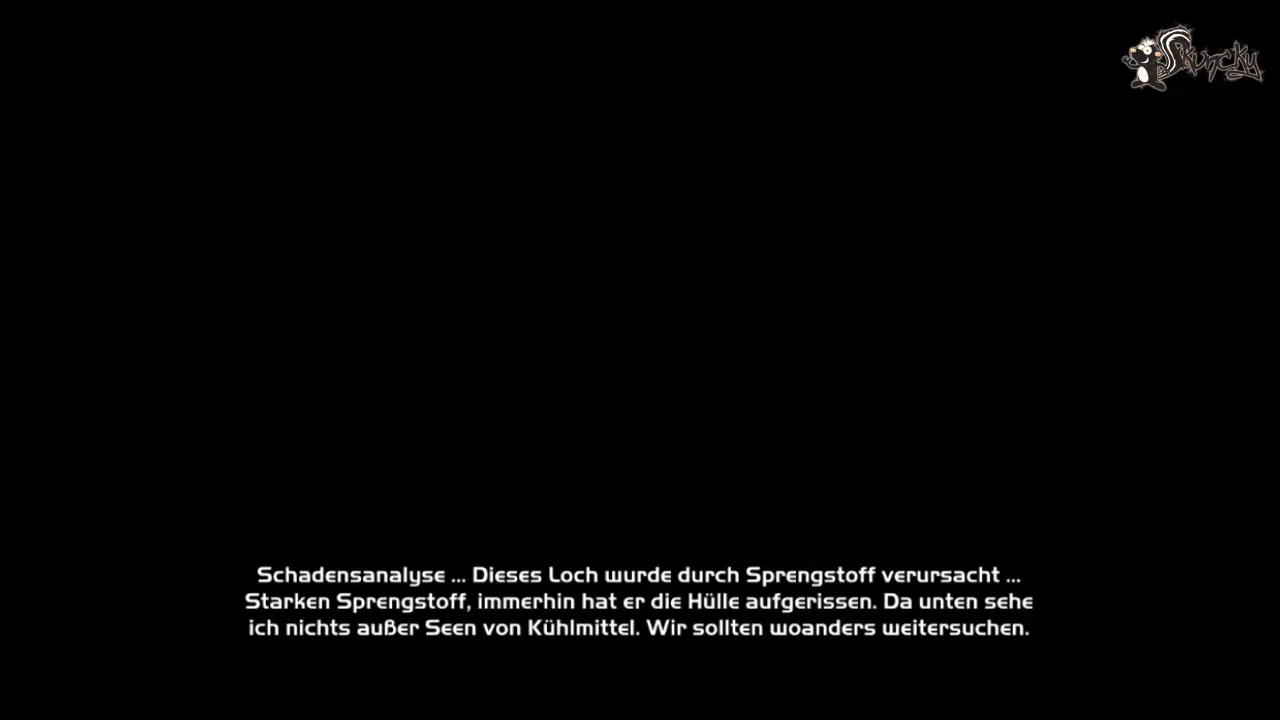 Skuncky
Schadensanalyse ... Dieses Loch wurde durch Sprengstoff verursacht ...
Starken Sprengstoff, immerhin hat er die Hülle aufgerissen. Da unten sehe
ich nichts außer Seen von Kühlmittel. Wir sollten woanders weitersuchen.